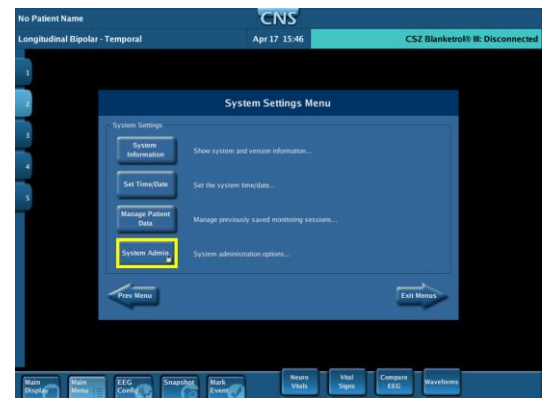 No Patient Name
CNS
Longitudinal Bipolar - Temporal
Apr 17 15:46
CSZ Blanketrol® III: Disconnected
1
2
3
4
5
System Settings Menu
System Settings
System
Information
Show system and version information...
Set Time/Date
Set the system time/date...
Manage Patient
Data
Manage previously saved monitoring sessions...
System Admin
System administration options...
Prev Menu
Exit Menus
Main
Display
Main
Menu
EEG
Config
Snapshot
Mark
Event
Neuro
Vitals
Vital
Signs
Compare
EEG
Waveforms